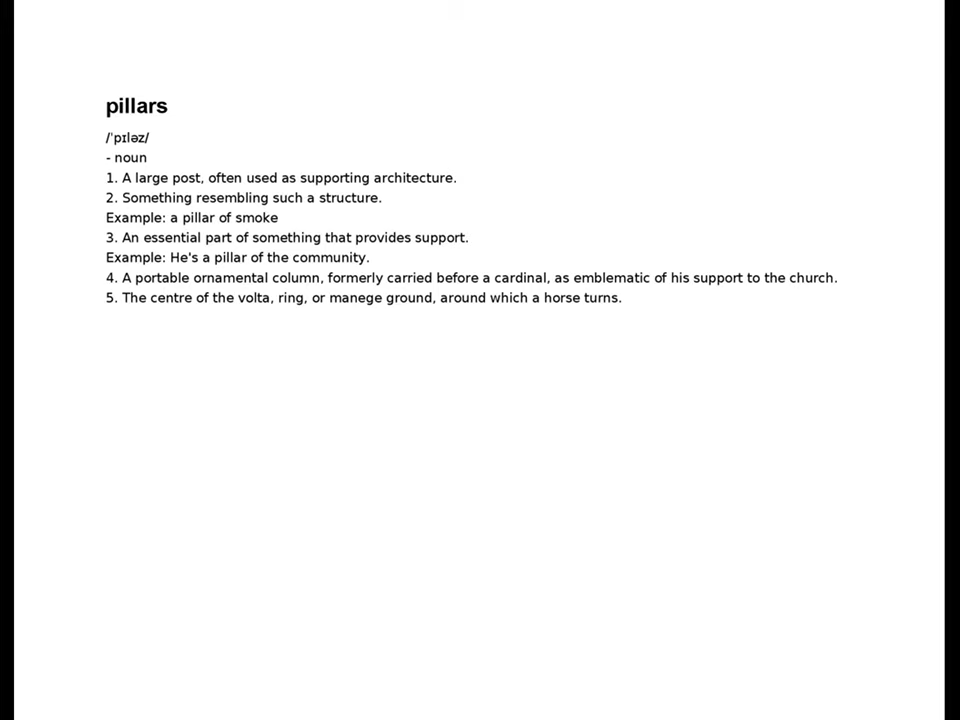 pillars
/ˈpɪləz/
- noun
1. A large post, often used as supporting architecture.
2. Something resembling such a structure.
Example: a pillar of smoke
3. An essential part of something that provides support.
Example: He's a pillar of the community.
4. A portable ornamental column, formerly carried before a cardinal, as emblematic of his support to the church.
5. The centre of the volta, ring, or manege ground, around which a horse turns.